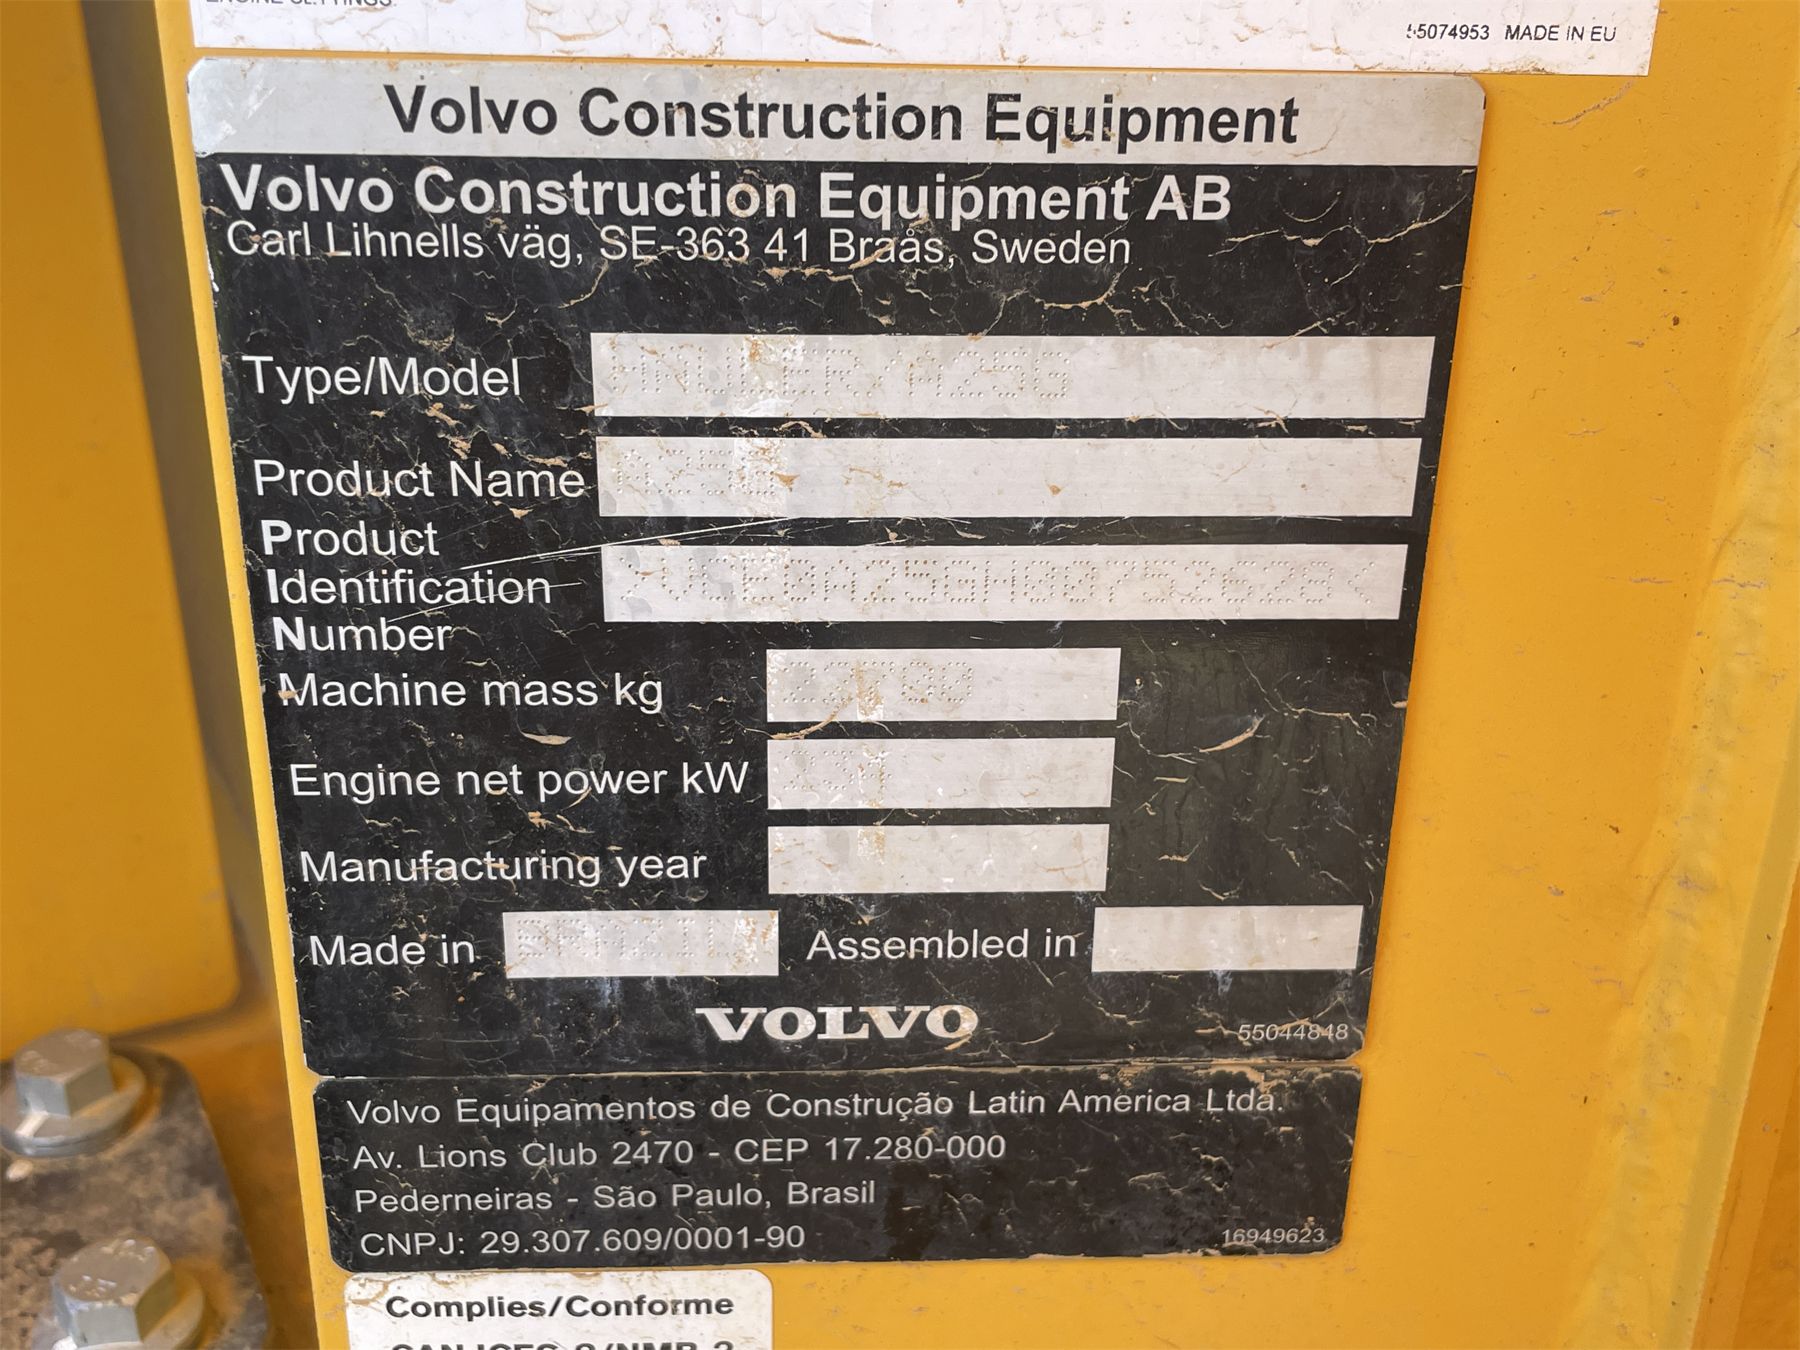 55074953 MADE IN EU
Volvo Construction Equipment
Volvo Construction Equipment AB
Carl Lihnells väg, SE-363 41 Braås, Sweden
Type/Model
Product Name A25G
Product
Identification
Number
Machine mass kg
Engine net power kW
Manufacturing year
Made in BRAZIL Assembled in
VOLVO
55044848
Volvo Equipamentos de Construção Latin America Ltda.
Av. Lions Club 2470 - CEP 17.280-000
Pederneiras - São Paulo, Brasil
CNPJ: 29.307.609/0001-90
16949623
Complies/Conforme